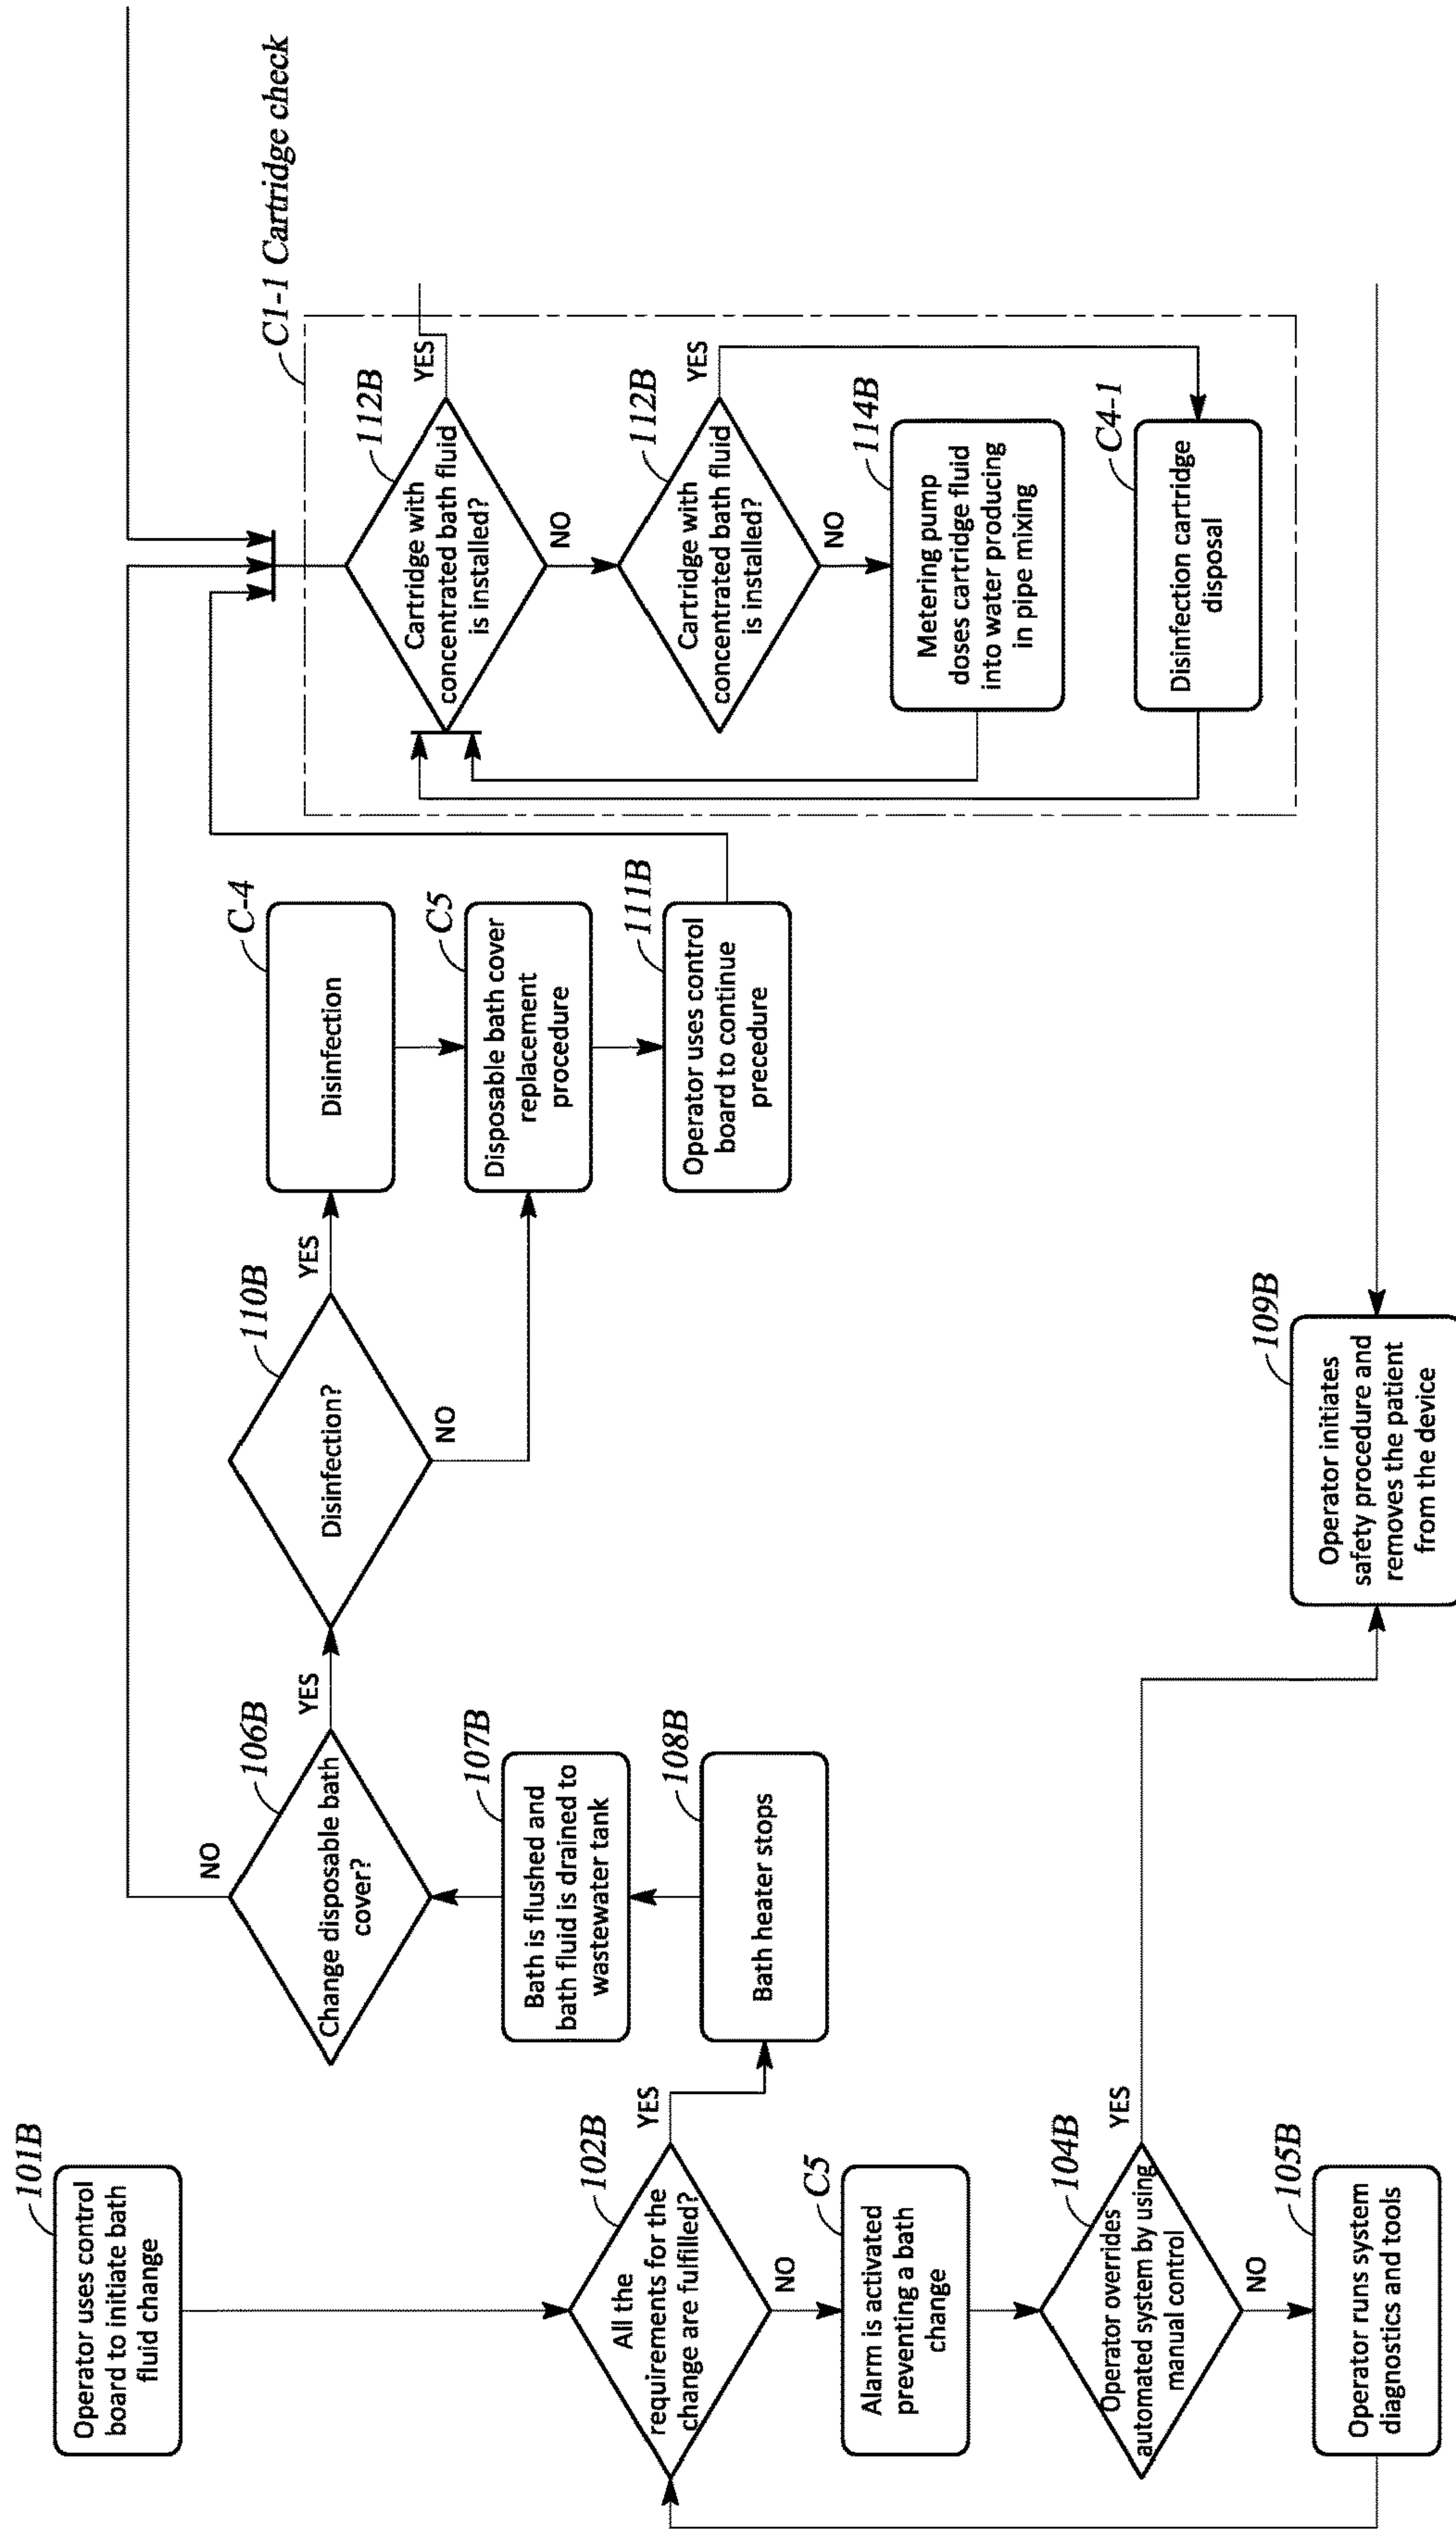 101B
Operator uses control
board to initiate bath
fluid change
102B
All the
requirements for the
change are fulfilled?
YES
NO
C5
Alarm is activated
preventing a bath
change
104B
Operator overrides
automated system by using
manual control
YES
NO
105B
Operator runs system
diagnostics and tools
106B
Change disposable bath
cover?
NO
YES
107B
Bath is flushed and
bath fluid is drained to
wastewater tank
108B
Bath heater stops
110B
Disinfection?
YES
NO
109B
Operator initiates
safety procedure and
removes the patient
from the device
C-4
Disinfection
C5
Disposable bath cover
replacement
procedure
111B
Operator uses control
board to continue
precedure
C1-1 Cartridge check
112B
Cartridge with
concentrated bath fluid
is installed?
YES
NO
112B
Cartridge with
concentrated bath fluid
is installed?
YES
NO
114B
Metering pump
doses cartridge fluid
into water producing
in pipe mixing
C4-1
Disinfection cartridge
disposal